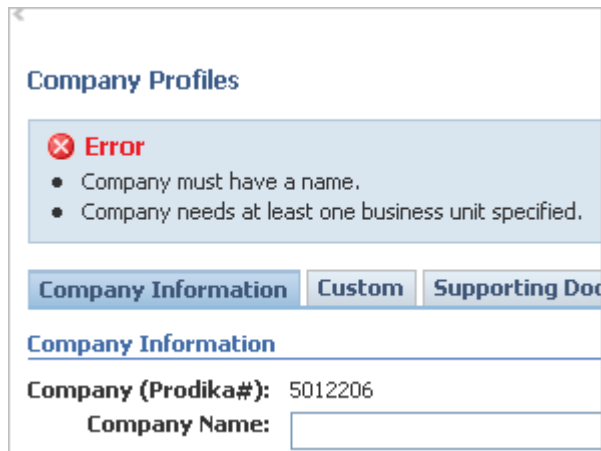 Company Profiles
Error
• Company must have a name.
• Company needs at least one business unit specified.
Company Information Custom Supporting Doc
Company Information
Company (Prodika#): 5012206
Company Name: